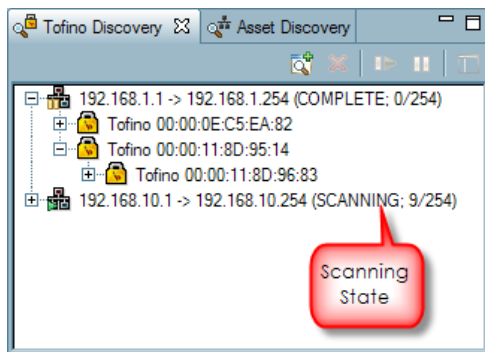 Tofino Discovery Asset Discovery
192.168.1.1 -> 192.168.1.254 (COMPLETE; 0/254)
Tofino 00:00:0E:C5:EA:82
Tofino 00:00:11:8D:95:14
Tofino 00:00:11:8D:96:83
192.168.10.1 -> 192.168.10.254 (SCANNING; 9/254)
Scanning
State